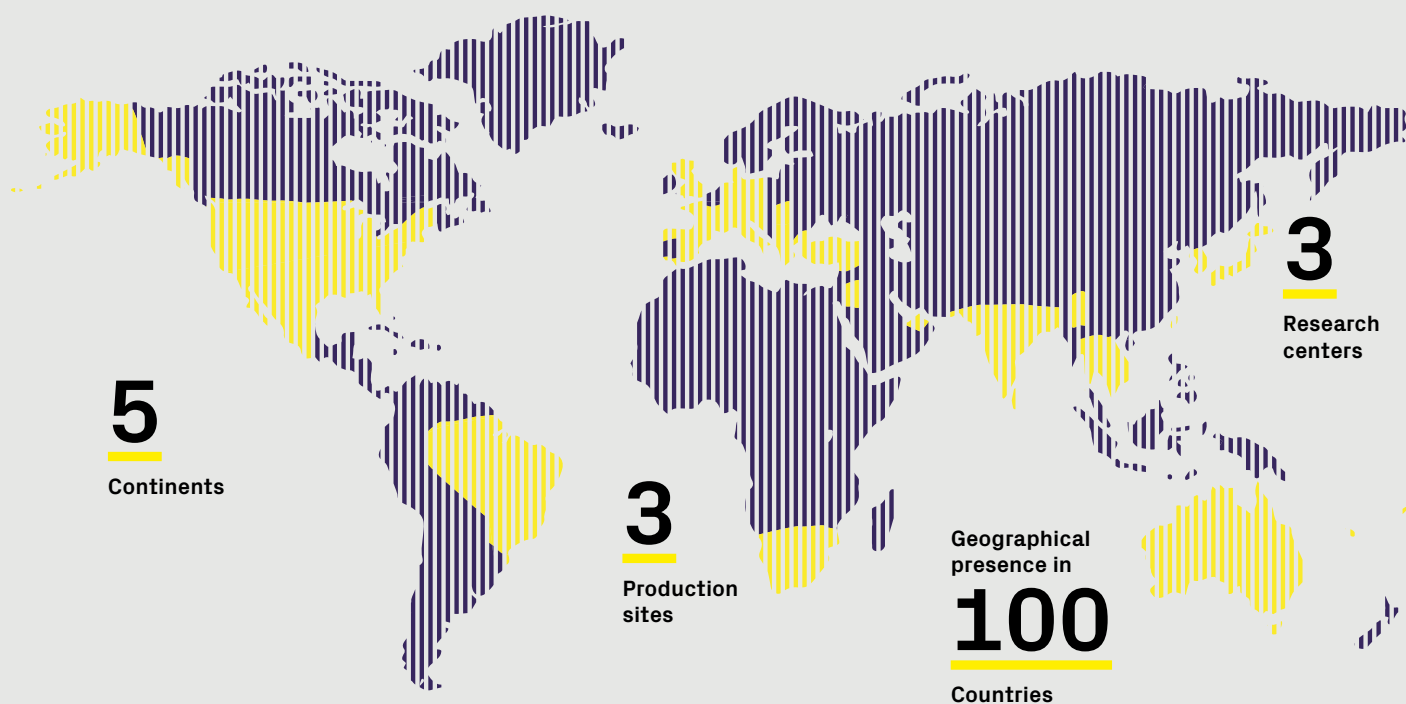 3
Research
centers
5
Continents
3
Production
sites
Geographical
presence in
100
Countries